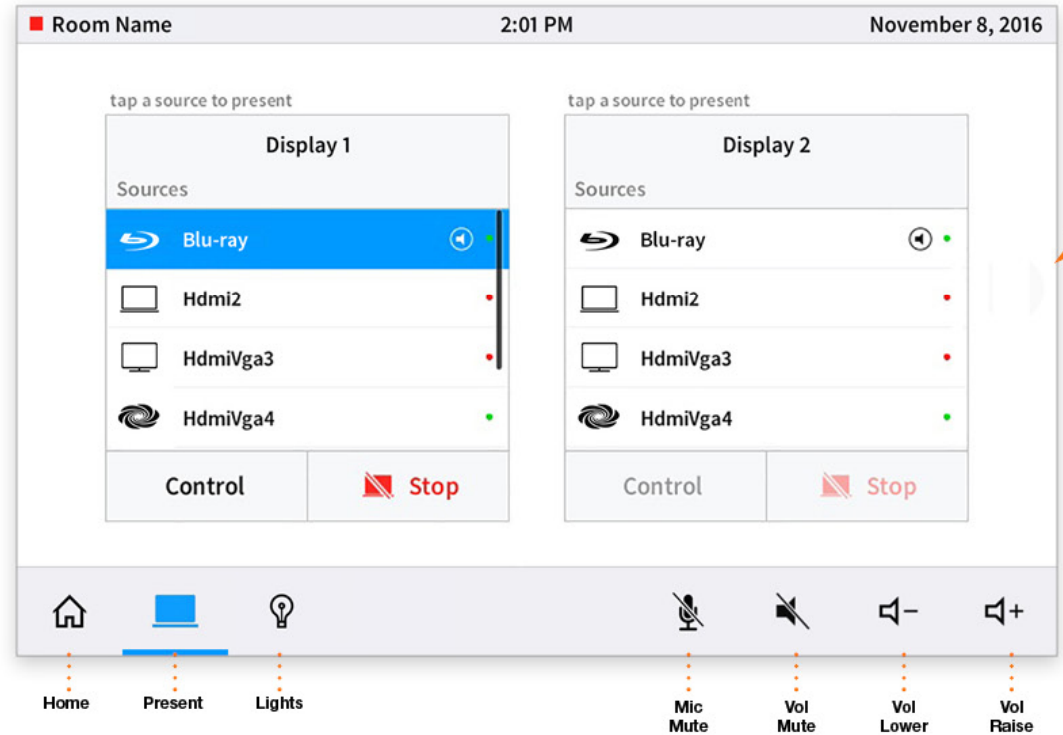 Room Name 2:01 PM November 8, 2016
tap a source to present
Display 1
Sources
Blu-ray
Hdmi2
HdmiVga3
HdmiVga4
Control Stop
tap a source to present
Display 2
Sources
Blu-ray
Hdmi2
HdmiVga3
HdmiVga4
Control Stop
Home
Present
Lights
Mic
Mute
Vol
Mute
Vol
Lower
Vol
Raise